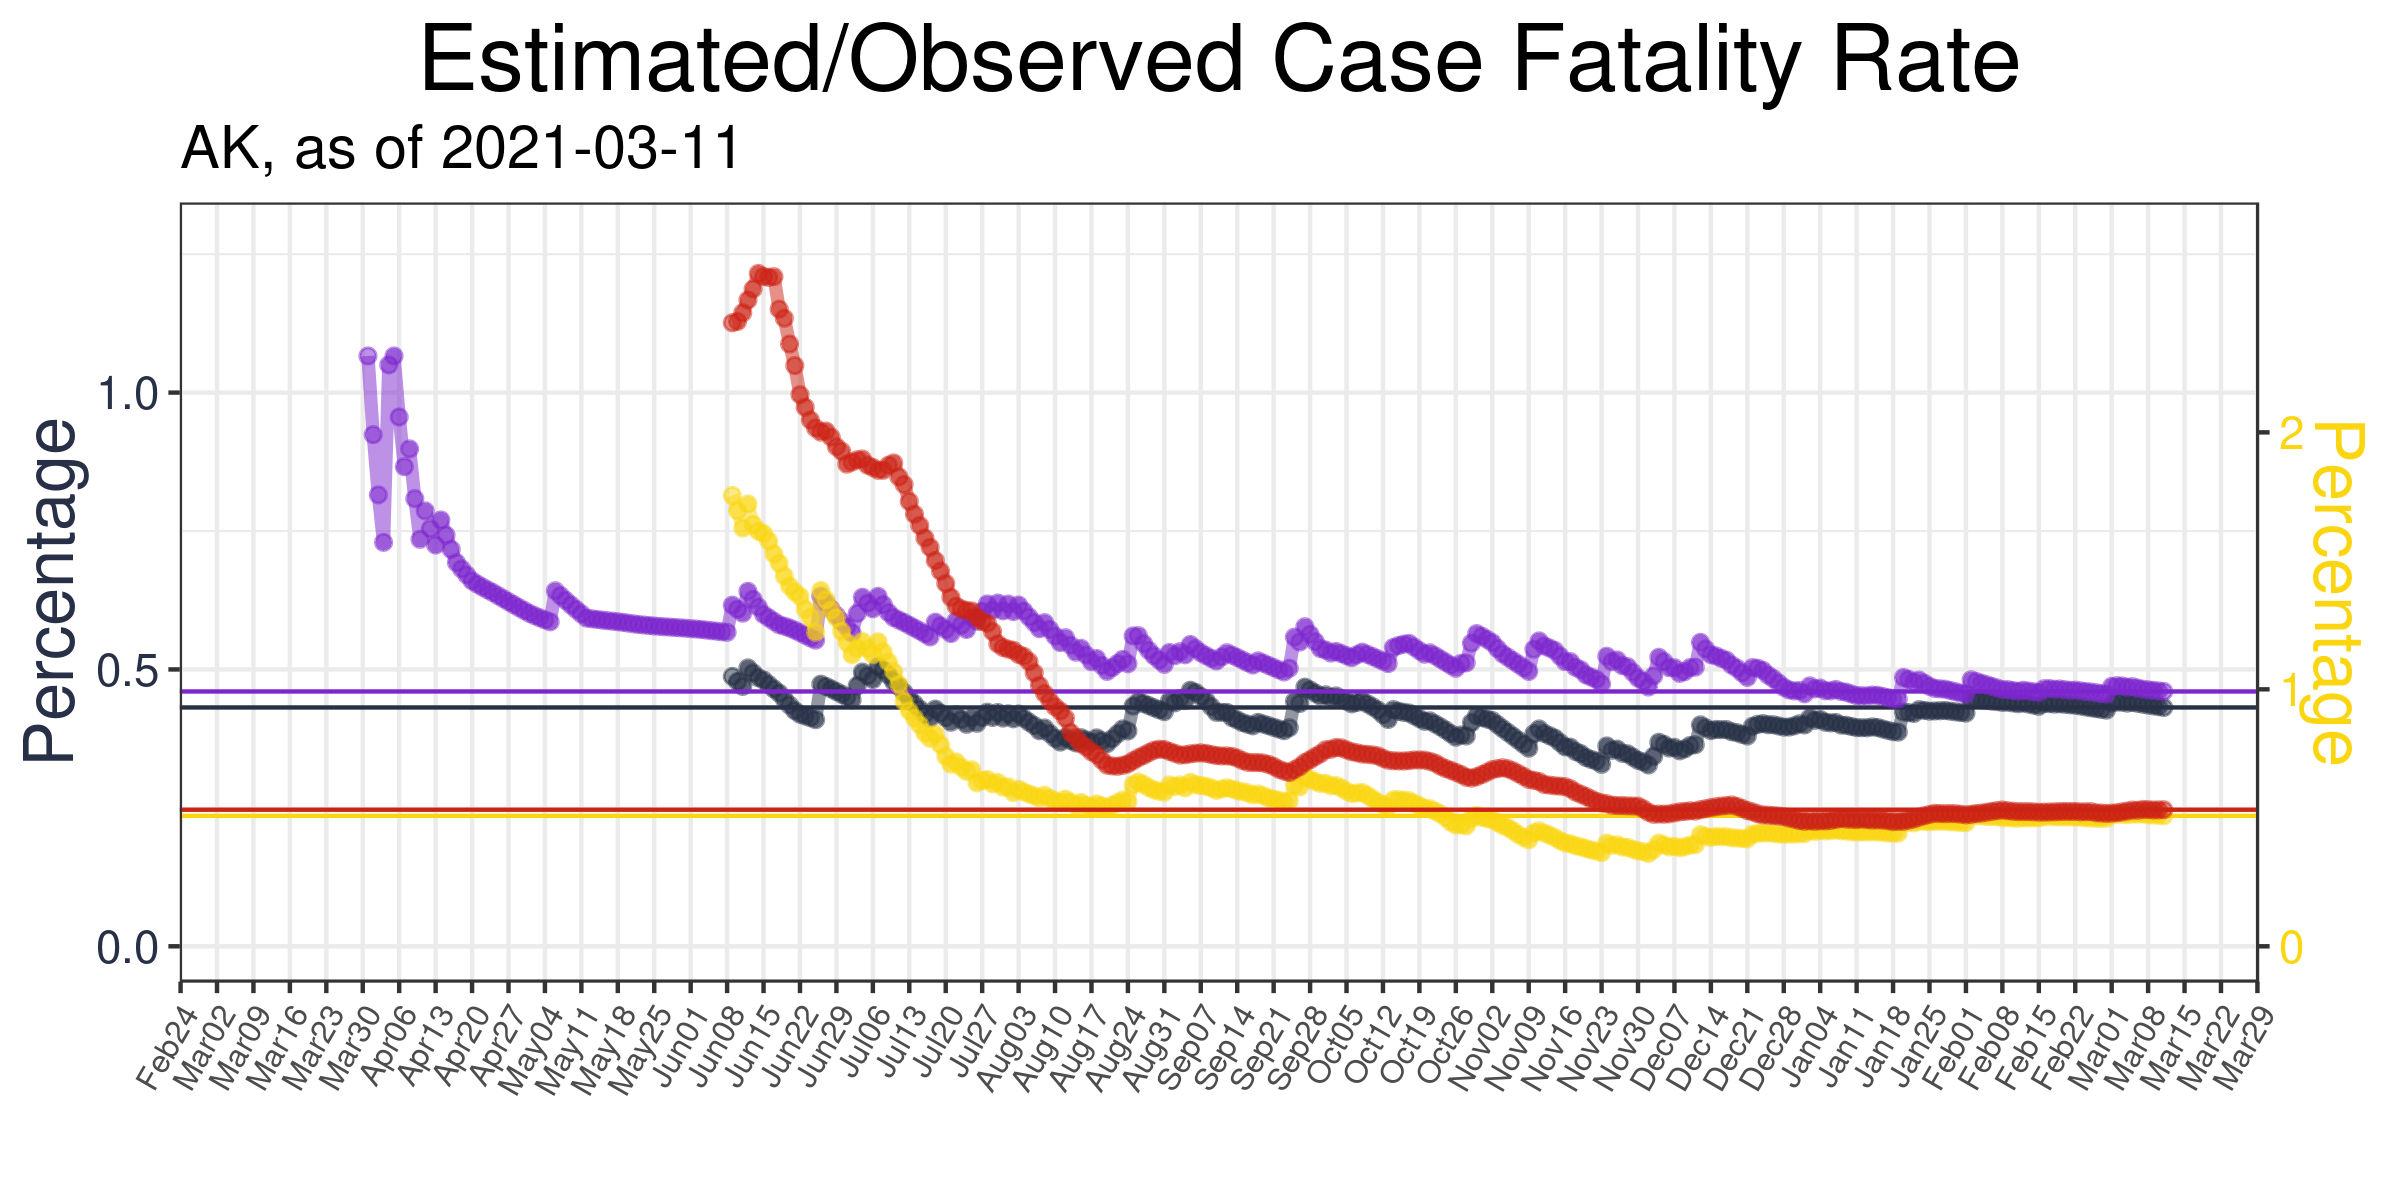 Estimated/Observed Case Fatality Rate
AK, as of 2021-03-11
Percentage
1.0
0.5
0.0
2
1
0
Percentage
Feb24
Mar02
Mar09
Mar16
Mar23
Mar30
Apr06
Apr13
Apr20
Apr27
May04
May11
May18
May25
Jun01
Jun08
Jun15
Jun22
Jun29
Jul06
Jul13
Jul20
Jul27
Aug03
Aug10
Aug17
Aug24
Aug31
Sep07
Sep14
Sep21
Sep28
Oct05
Oct12
Oct19
Oct26
Nov02
Nov09
Nov16
Nov23
Nov30
Dec07
Dec14
Dec21
Dec28
Jan04
Jan11
Jan18
Jan25
Feb01
Feb08
Feb15
Feb22
Mar01
Mar08
Mar15
Mar22
Mar29